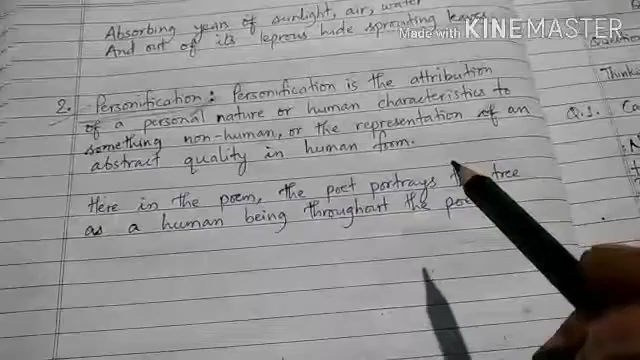 Absorbing years of sunlight, air, water
And out of its leprous hide sprouting leaves.
Made with KINEMASTER
2. Personification: Personification is the attribution
of a personal nature or human characteristics to
something non-human, or the representation of an
abstract quality in human form.
Here in the poem, the poet portrays tree
as a human being throughout the
Question
Think
Q.1. Co